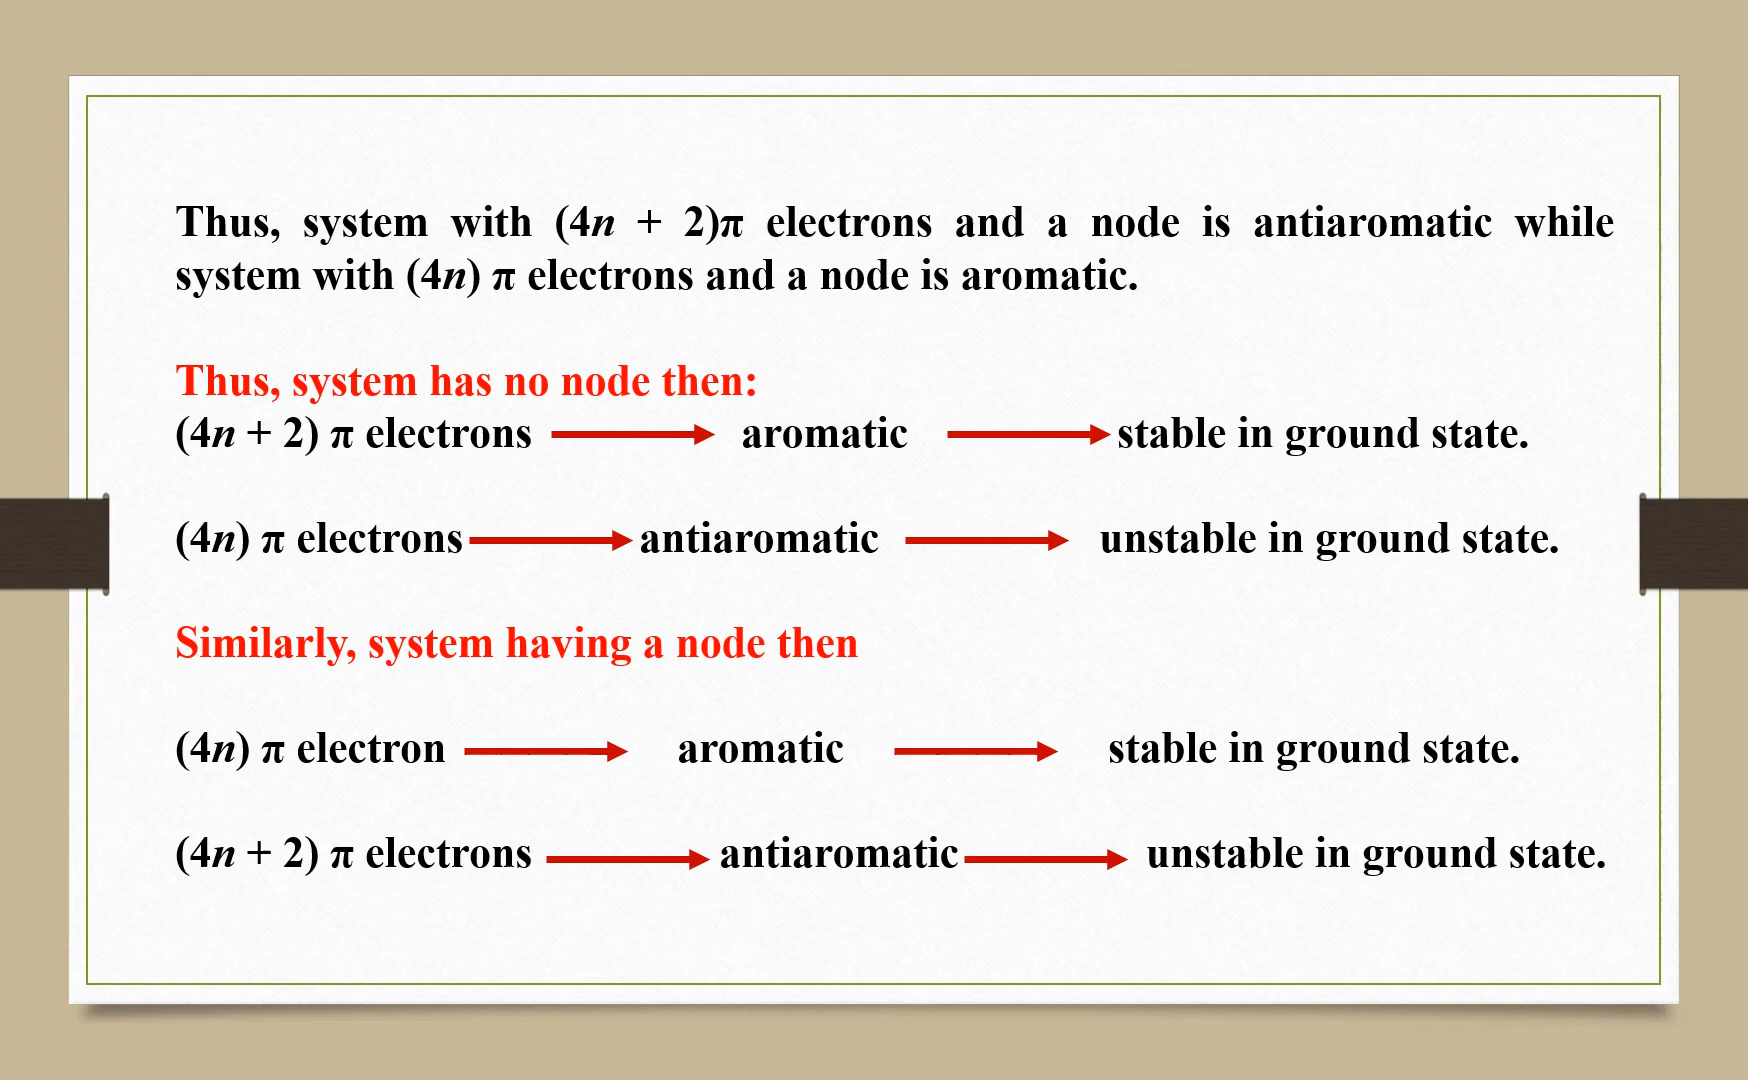 Thus, system with (4n + 2)π electrons and a node is antiaromatic while
system with (4n) π electrons and a node is aromatic.
Thus, system has no node then:
(4n + 2) π electrons → aromatic → stable in ground state.
(4n) π electrons → antiaromatic → unstable in ground state.
Similarly, system having a node then
(4n) π electron → aromatic → stable in ground state.
(4n + 2) π electrons → antiaromatic → unstable in ground state.